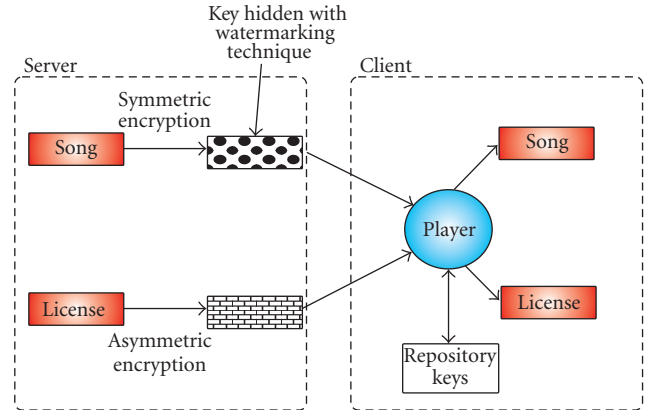 Key hidden with
watermarking
technique
Server
Client
Symmetric
encryption
Song
Song
Player
License
License
Asymmetric
encryption
Repository
keys